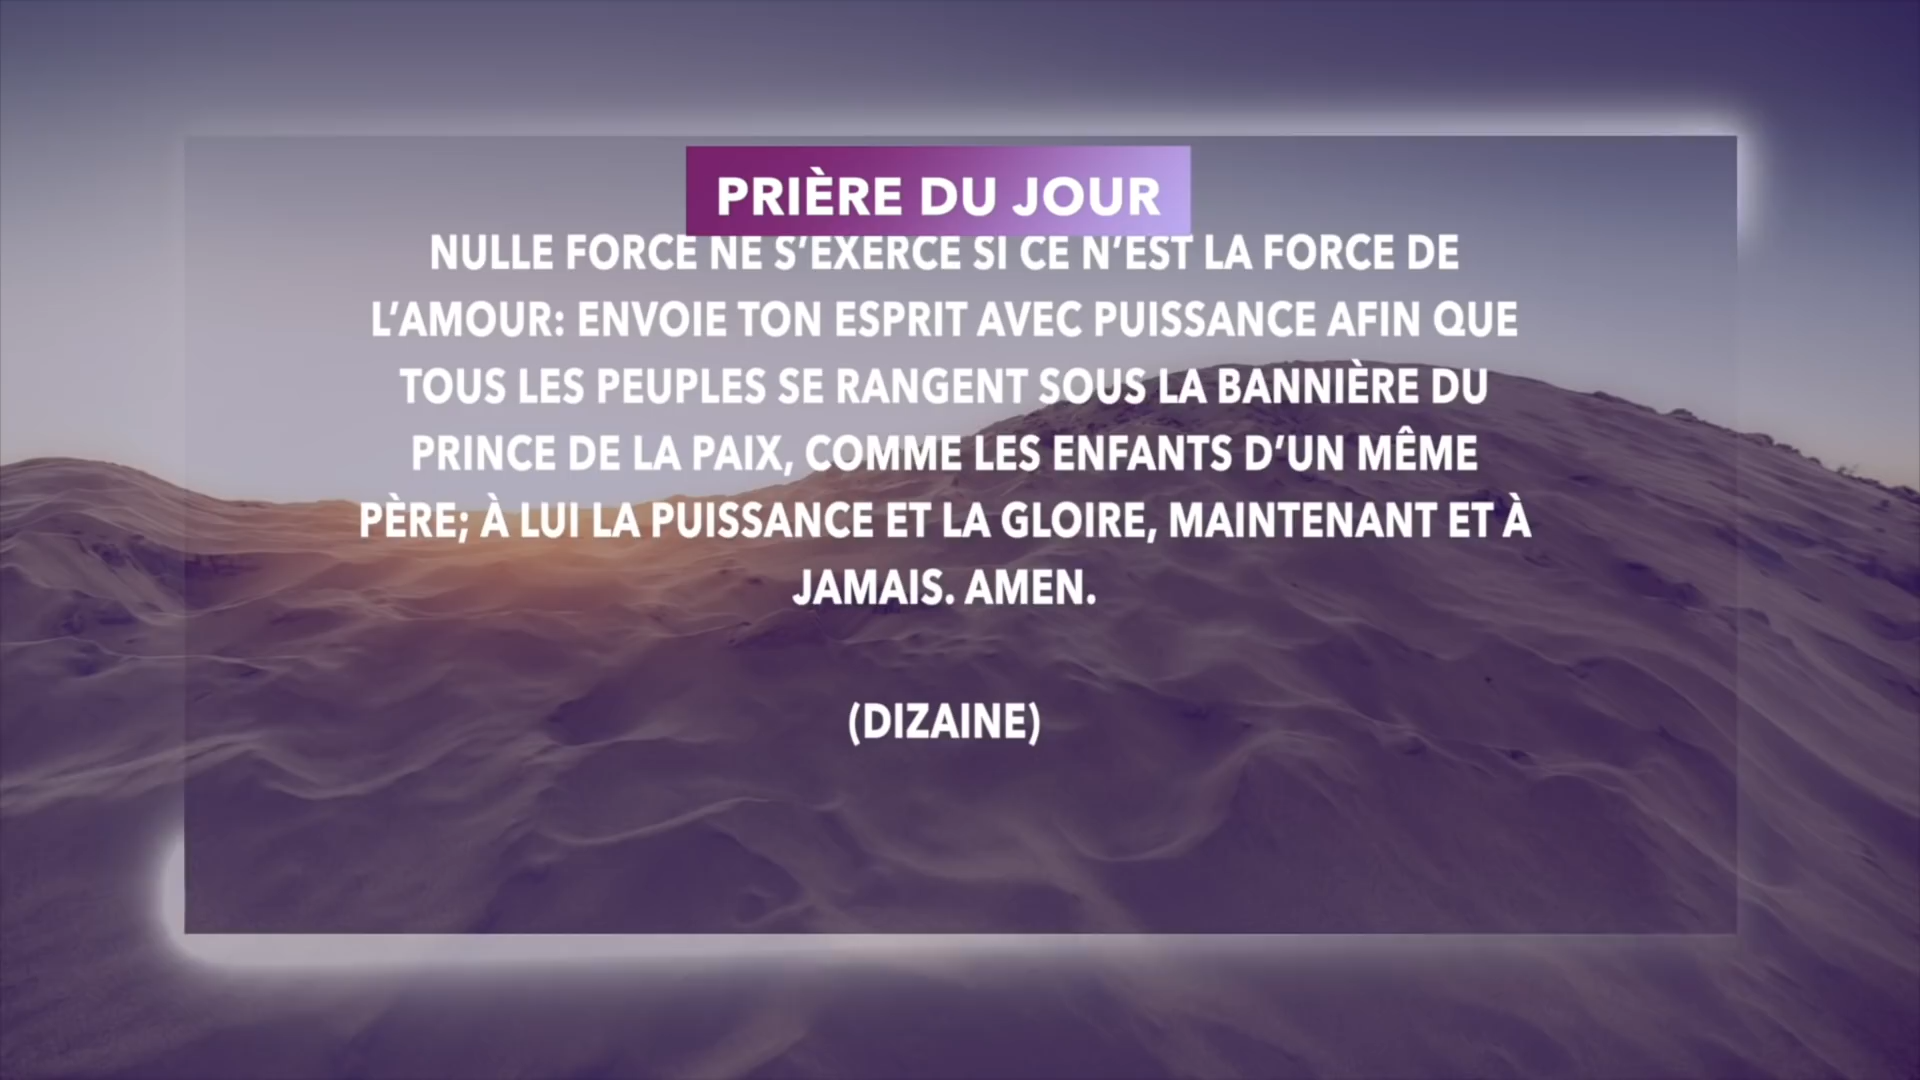 PRIÈRE DU JOUR
NULLE FORCE NE S’EXERCE SI CE N’EST LA FORCE DE
L’AMOUR: ENVOIE TON ESPRIT AVEC PUISSANCE AFIN QUE
TOUS LES PEUPLES SE RANGENT SOUS LA BANNIÈRE DU
PRINCE DE LA PAIX, COMME LES ENFANTS D’UN MÊME
PÈRE; À LUI LA PUISSANCE ET LA GLOIRE, MAINTENANT ET À
JAMAIS. AMEN.
(DIZAINE)